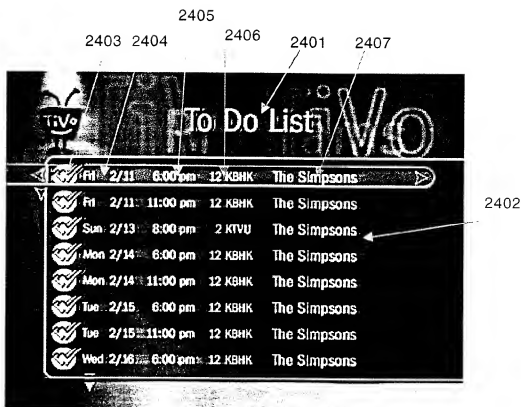 2405
2403 2404 2406 2401 2407
TiVo
To Do List
TiVo
Fri 2/11 6:00 pm 12 KBHK The Simpsons
Fri 2/11 11:00 pm 12 KBHK The Simpsons
2402
Sun 2/13 8:00 pm 2 KTVU The Simpsons
Mon 2/14 6:00 pm 12 KBHK The Simpsons
Mon 2/14 11:00 pm 12 KBHK The Simpsons
Tue 2/15 6:00 pm 12 KBHK The Simpsons
Tue 2/15 11:00 pm 12 KBHK The Simpsons
Wed 2/16 6:00 pm 12 KBHK The Simpsons